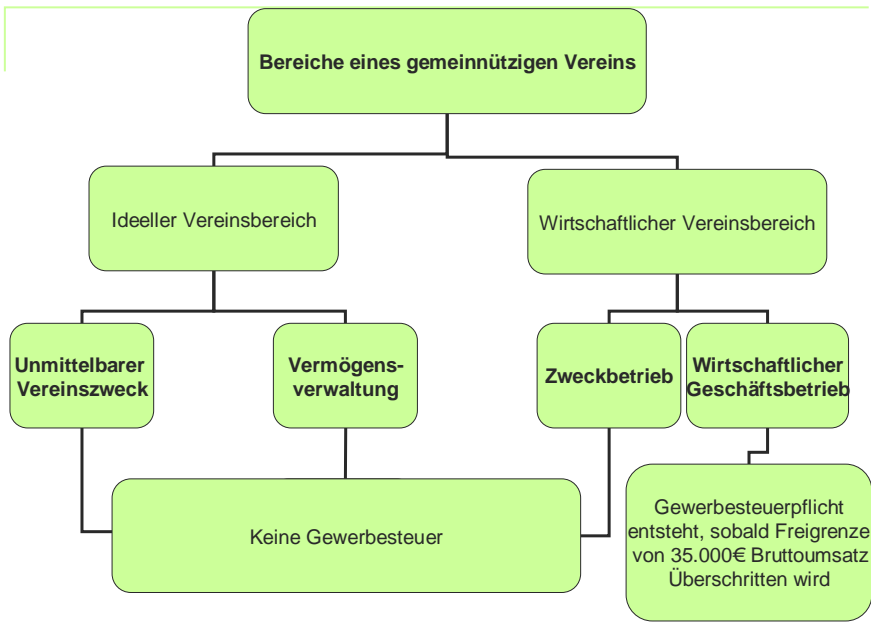 Bereiche eines gemeinnützigen Vereins
Ideeller Vereinsbereich
Wirtschaftlicher Vereinsbereich
Unmittelbarer
Vereinszweck
Vermögens-
verwaltung
Zweckbetrieb
Wirtschaftlicher
Geschäftsbetrieb
Keine Gewerbesteuer
Gewerbesteuerpflicht
entsteht, sobald Freigrenze
von 35.000€ Bruttoumsatz
Überschritten wird